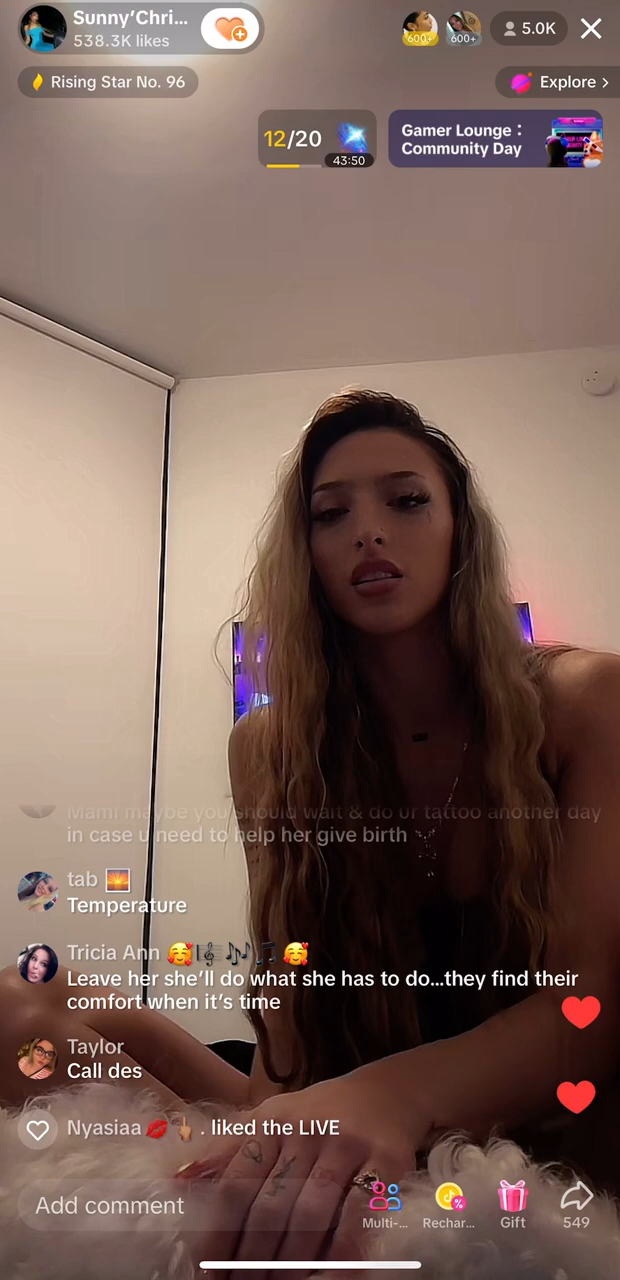 Sunny’Chri...
538.3K likes
600+
600+
5.0K
Rising Star No. 96
Explore >
12/20
43:50
Gamer Lounge :
Community Day
Mami maybe you should wait & do ur tattoo another day
in case u need to help her give birth
tab
Temperature
Tricia Ann
Leave her she’ll do what she has to do...they find their
comfort when it’s time
Taylor
Call des
Nyasiaa . liked the LIVE
Add comment
Multi-...
Rechar...
Gift
549